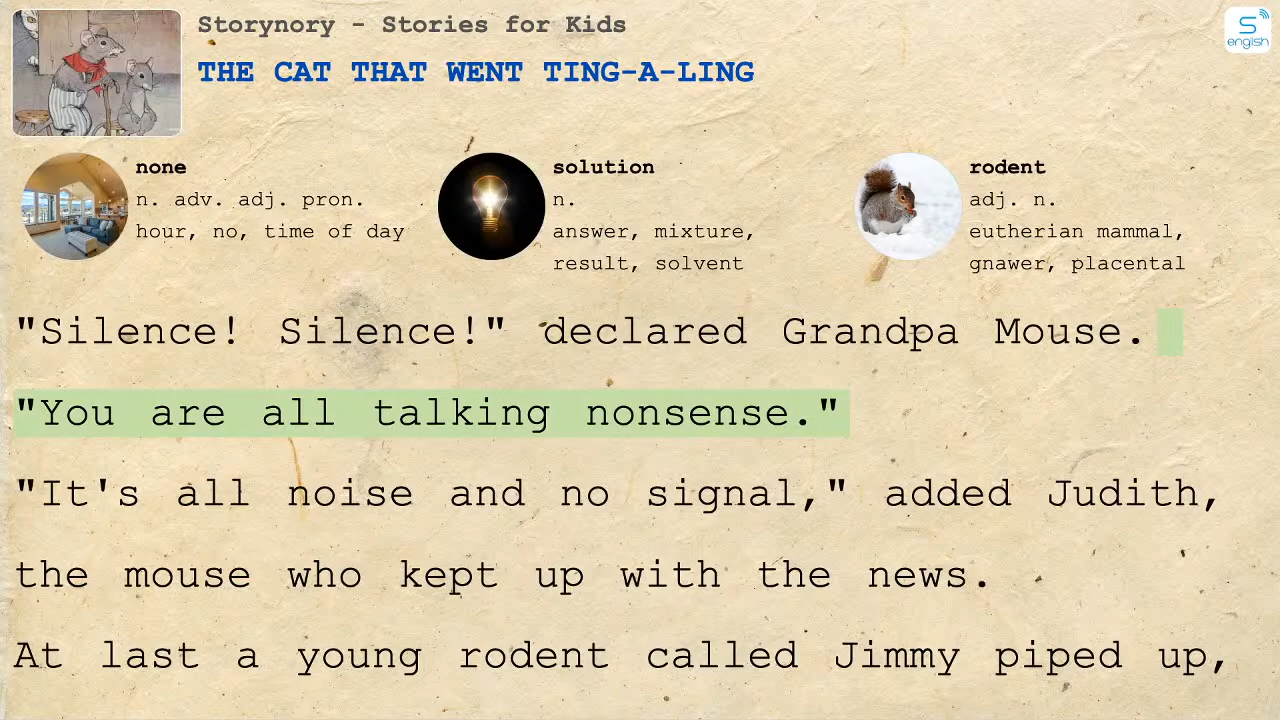 Storynory - Stories for Kids
THE CAT THAT WENT TING-A-LING
S
english
none
n. adv. adj. pron.
hour, no, time of day
solution
n.
answer, mixture,
result, solvent
rodent
adj. n.
eutherian mammal,
gnawer, placental
"Silence! Silence!" declared Grandpa Mouse.
"You are all talking nonsense."
"It's all noise and no signal," added Judith,
the mouse who kept up with the news.
At last a young rodent called Jimmy piped up,